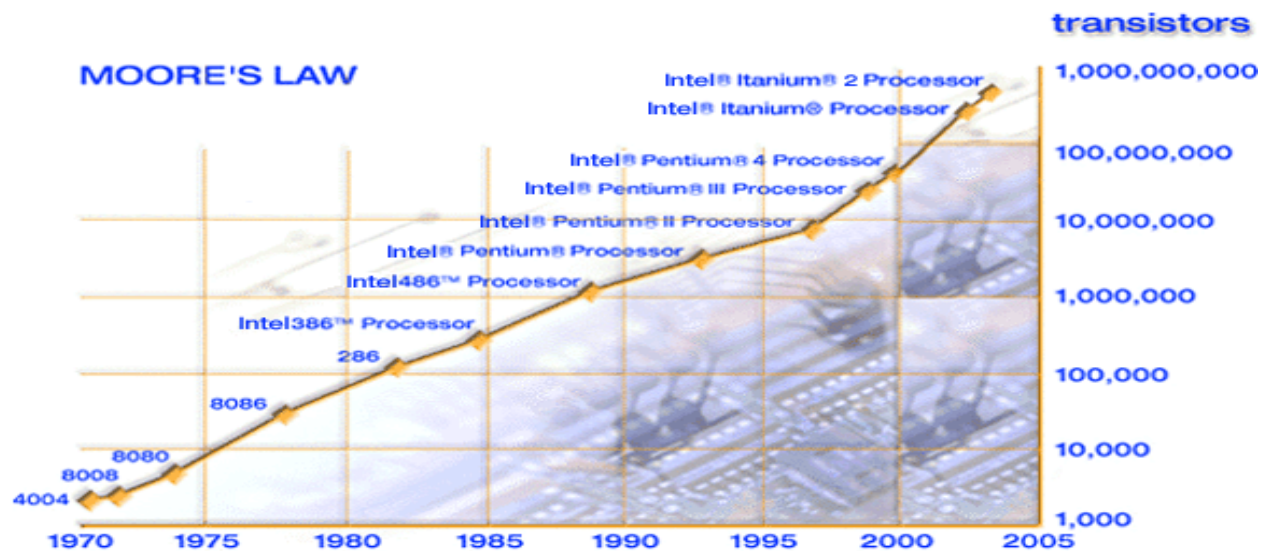 transistors
MOORE'S LAW
1,000,000,000
Intel® Itanium® 2 Processor
Intel® Itanium® Processor
100,000,000
Intel® Pentium® 4 Processor
Intel® Pentium® III Processor
10,000,000
Intel® Pentium® II Processor
Intel® Pentium® Processor
Intel486™ Processor
1,000,000
Intel386™ Processor
286
100,000
8086
10,000
8080
8008
4004
1,000
1970 1975 1980 1985 1990 1995 2000 2005